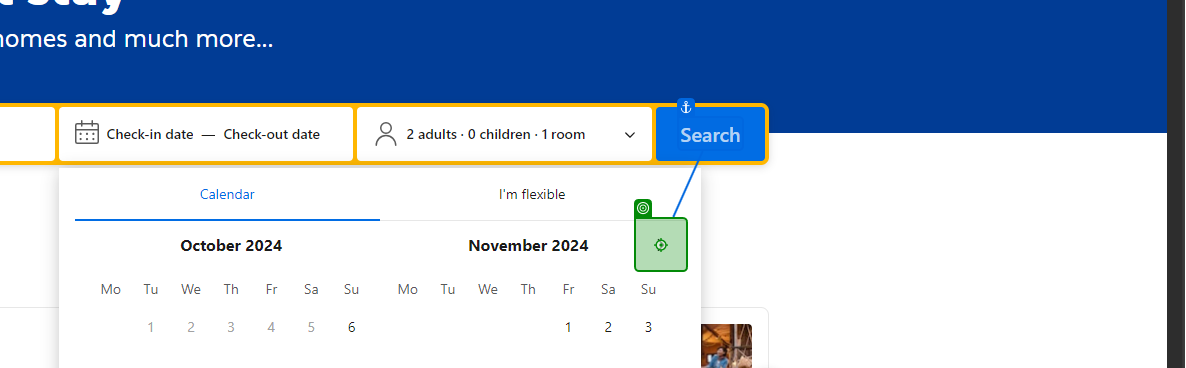 stay
homes and much more...
Check-in date — Check-out date
2 adults · 0 children · 1 room
Search
Calendar
I'm flexible
October 2024
November 2024
Mo Tu We Th Fr Sa Su
Mo Tu We Th Fr Sa Su
1 2 3 4 5 6
1 2 3